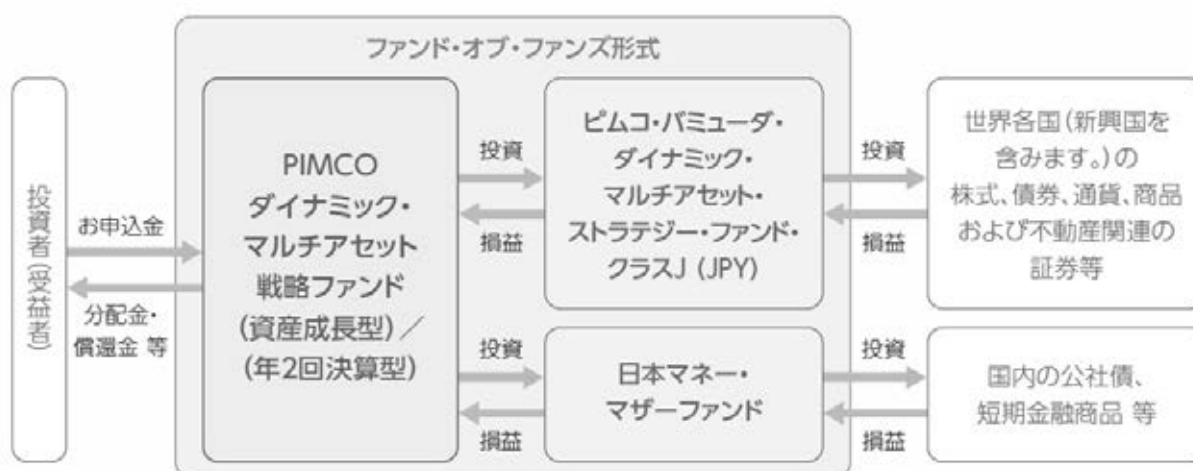 ファンド・オブ・ファンズ形式
投資者(受益者)
お申込金
分配金・
償還金 等
PIMCO
ダイナミック・
マルチアセット
戦略ファンド
(資産成長型)/
(年2回決算型)
投資
損益
ピムコ・バミューダ・
ダイナミック・
マルチアセット・
ストラテジー・ファンド・
クラスJ (JPY)
投資
損益
世界各国(新興国を
含みます。)の
株式、債券、通貨、商品
および不動産関連の
証券等
投資
損益
日本マネー・
マザーファンド
投資
損益
国内の公社債、
短期金融商品 等